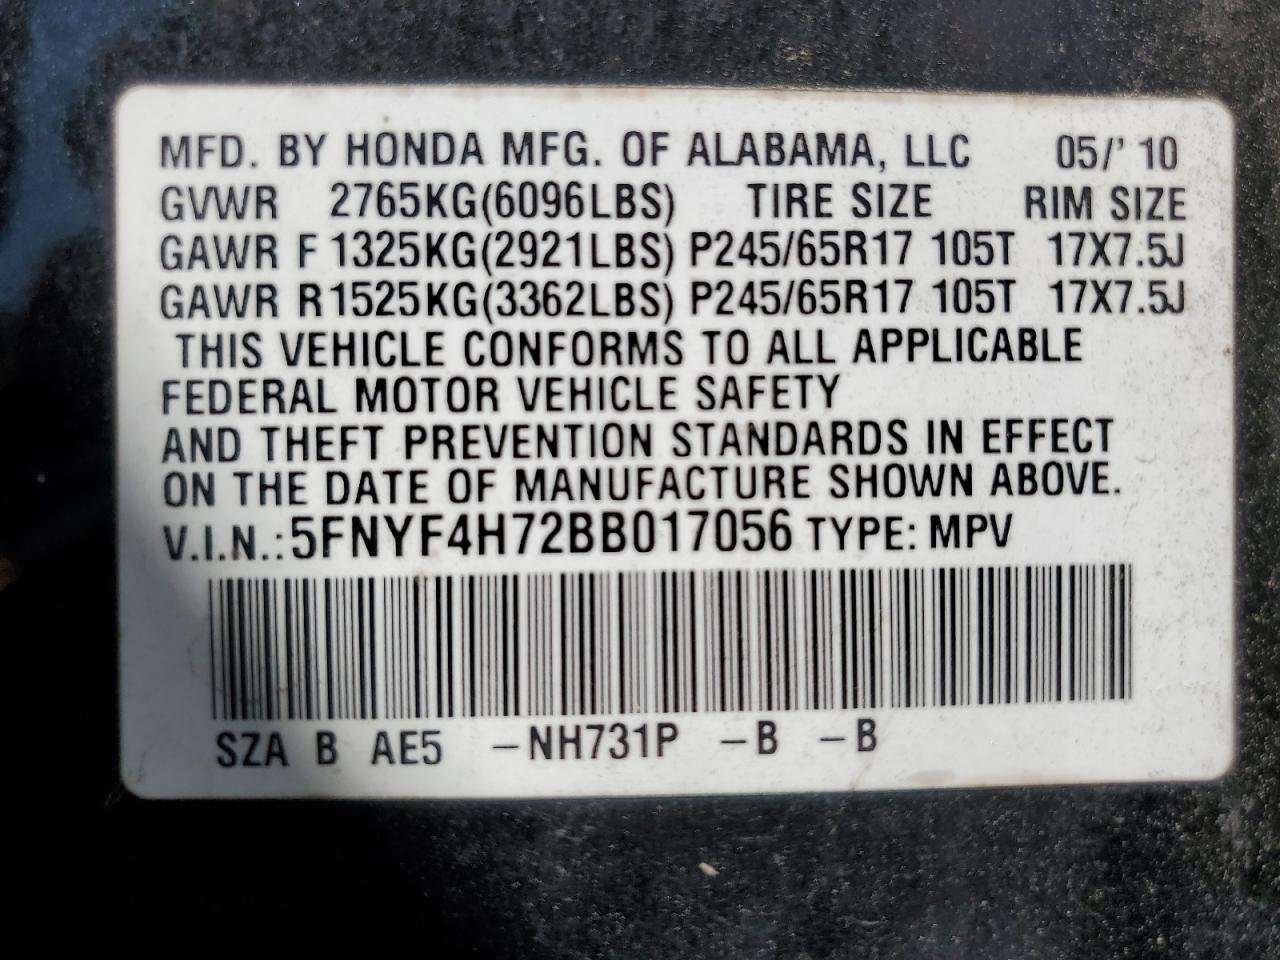 MFD. BY HONDA MFG. OF ALABAMA, LLC 05/' 10
GVWR 2765KG(6096LBS) TIRE SIZE RIM SIZE
GAWR F 1325KG(2921LBS) P245/65R17 105T 17X7.5J
GAWR R 1525KG(3362LBS) P245/65R17 105T 17X7.5J
THIS VEHICLE CONFORMS TO ALL APPLICABLE
FEDERAL MOTOR VEHICLE SAFETY
AND THEFT PREVENTION STANDARDS IN EFFECT
ON THE DATE OF MANUFACTURE SHOWN ABOVE.
V.I.N.: 5FNYF4H72BB017056 TYPE: MPV
SZA B AE5 –NH731P –B –B